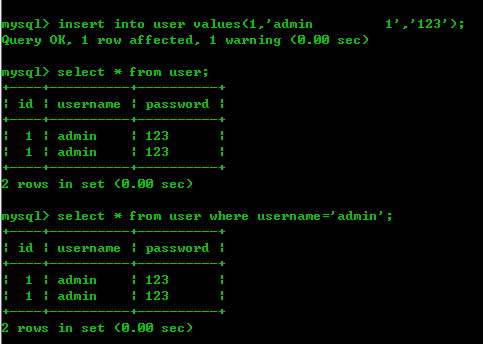 mysql> insert into user values(1,'admin         1','123');
Query OK, 1 row affected, 1 warning (0.00 sec)
mysql> select * from user;
+----+----------+----------+
| id | username | password |
+----+----------+----------+
|  1 | admin    | 123      |
|  1 | admin    | 123      |
+----+----------+----------+
2 rows in set (0.00 sec)
mysql> select * from user where username='admin';
+----+----------+----------+
| id | username | password |
+----+----------+----------+
|  1 | admin    | 123      |
|  1 | admin    | 123      |
+----+----------+----------+
2 rows in set (0.00 sec)